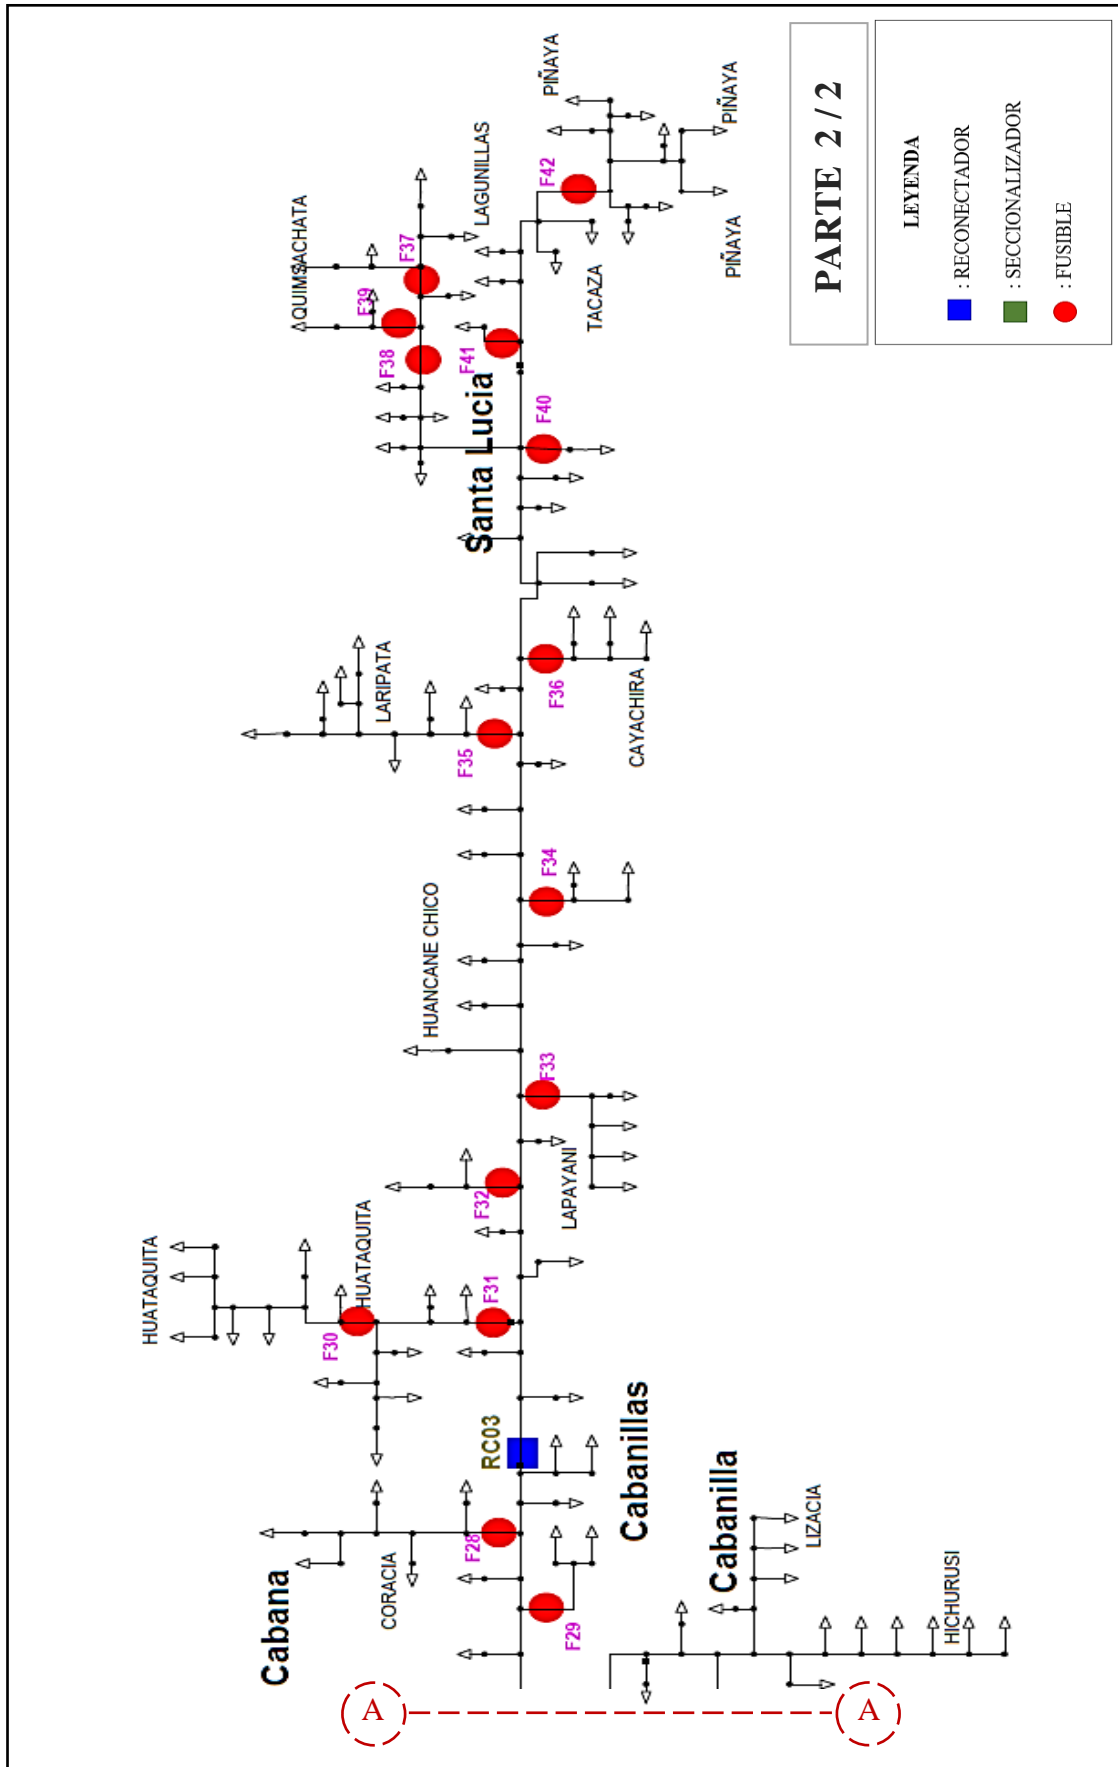 PARTE 2 / 2
LEYENDA
: RECONECTADOR
: SECCIONALIZADOR
: FUSIBLE
PIÑAYA
PIÑAYA
PIÑAYA
F42
TACAZA
LAGUNILLAS
QUIMSACHATA
F37
F39
F38
F41
F40
Santa Lucia
LARIPATA
F35
F36
CAYACHIRA
F34
HUANCANE CHICO
F33
F32
LAPAYANI
HUATAQUITA
HUATAQUITA
F31
F30
RC03
Cabanillas
Cabanilla
F28
F29
CORACIA
Cabana
LIZACIA
HICHURUSI
A
A